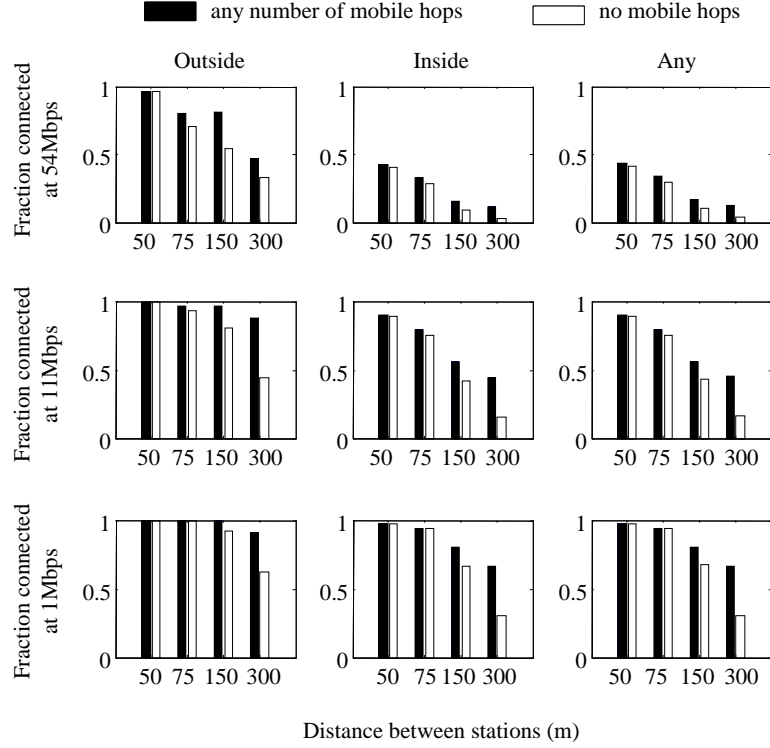 any number of mobile hops no mobile hops
Outside Inside Any
Fraction connected
at 54Mbps
1 1 1
0.5 0.5 0.5
0 0 0
50 75 150 300 50 75 150 300 50 75 150 300
Fraction connected
at 11Mbps
1 1 1
0.5 0.5 0.5
0 0 0
50 75 150 300 50 75 150 300 50 75 150 300
Fraction connected
at 1Mbps
1 1 1
0.5 0.5 0.5
0 0 0
50 75 150 300 50 75 150 300 50 75 150 300
Distance between stations (m)